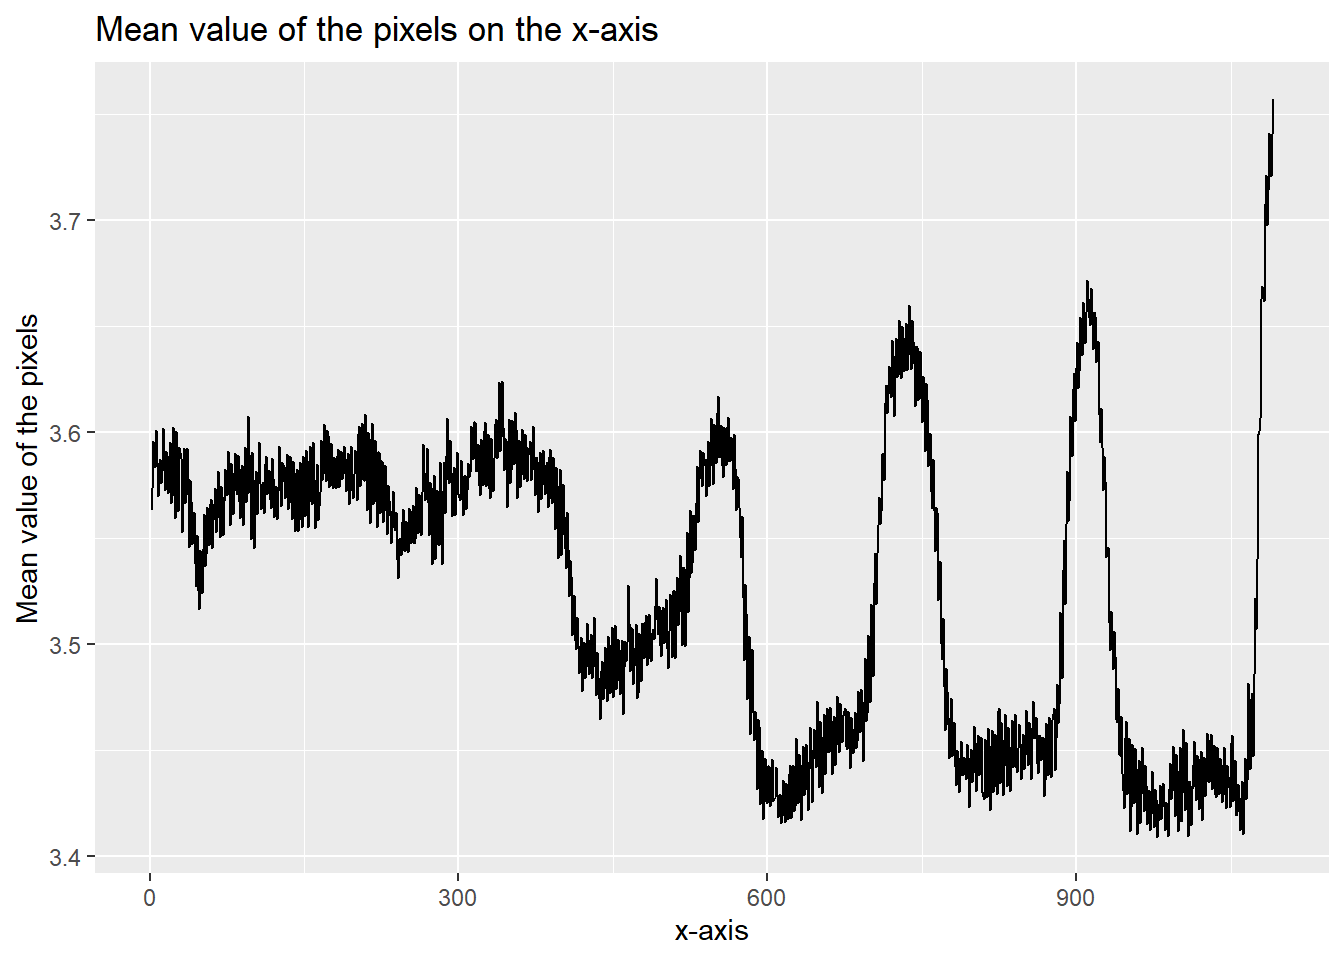 Mean value of the pixels on the x-axis
Mean value of the pixels
3.7
3.6
3.5
3.4
0 300 600 900
x-axis